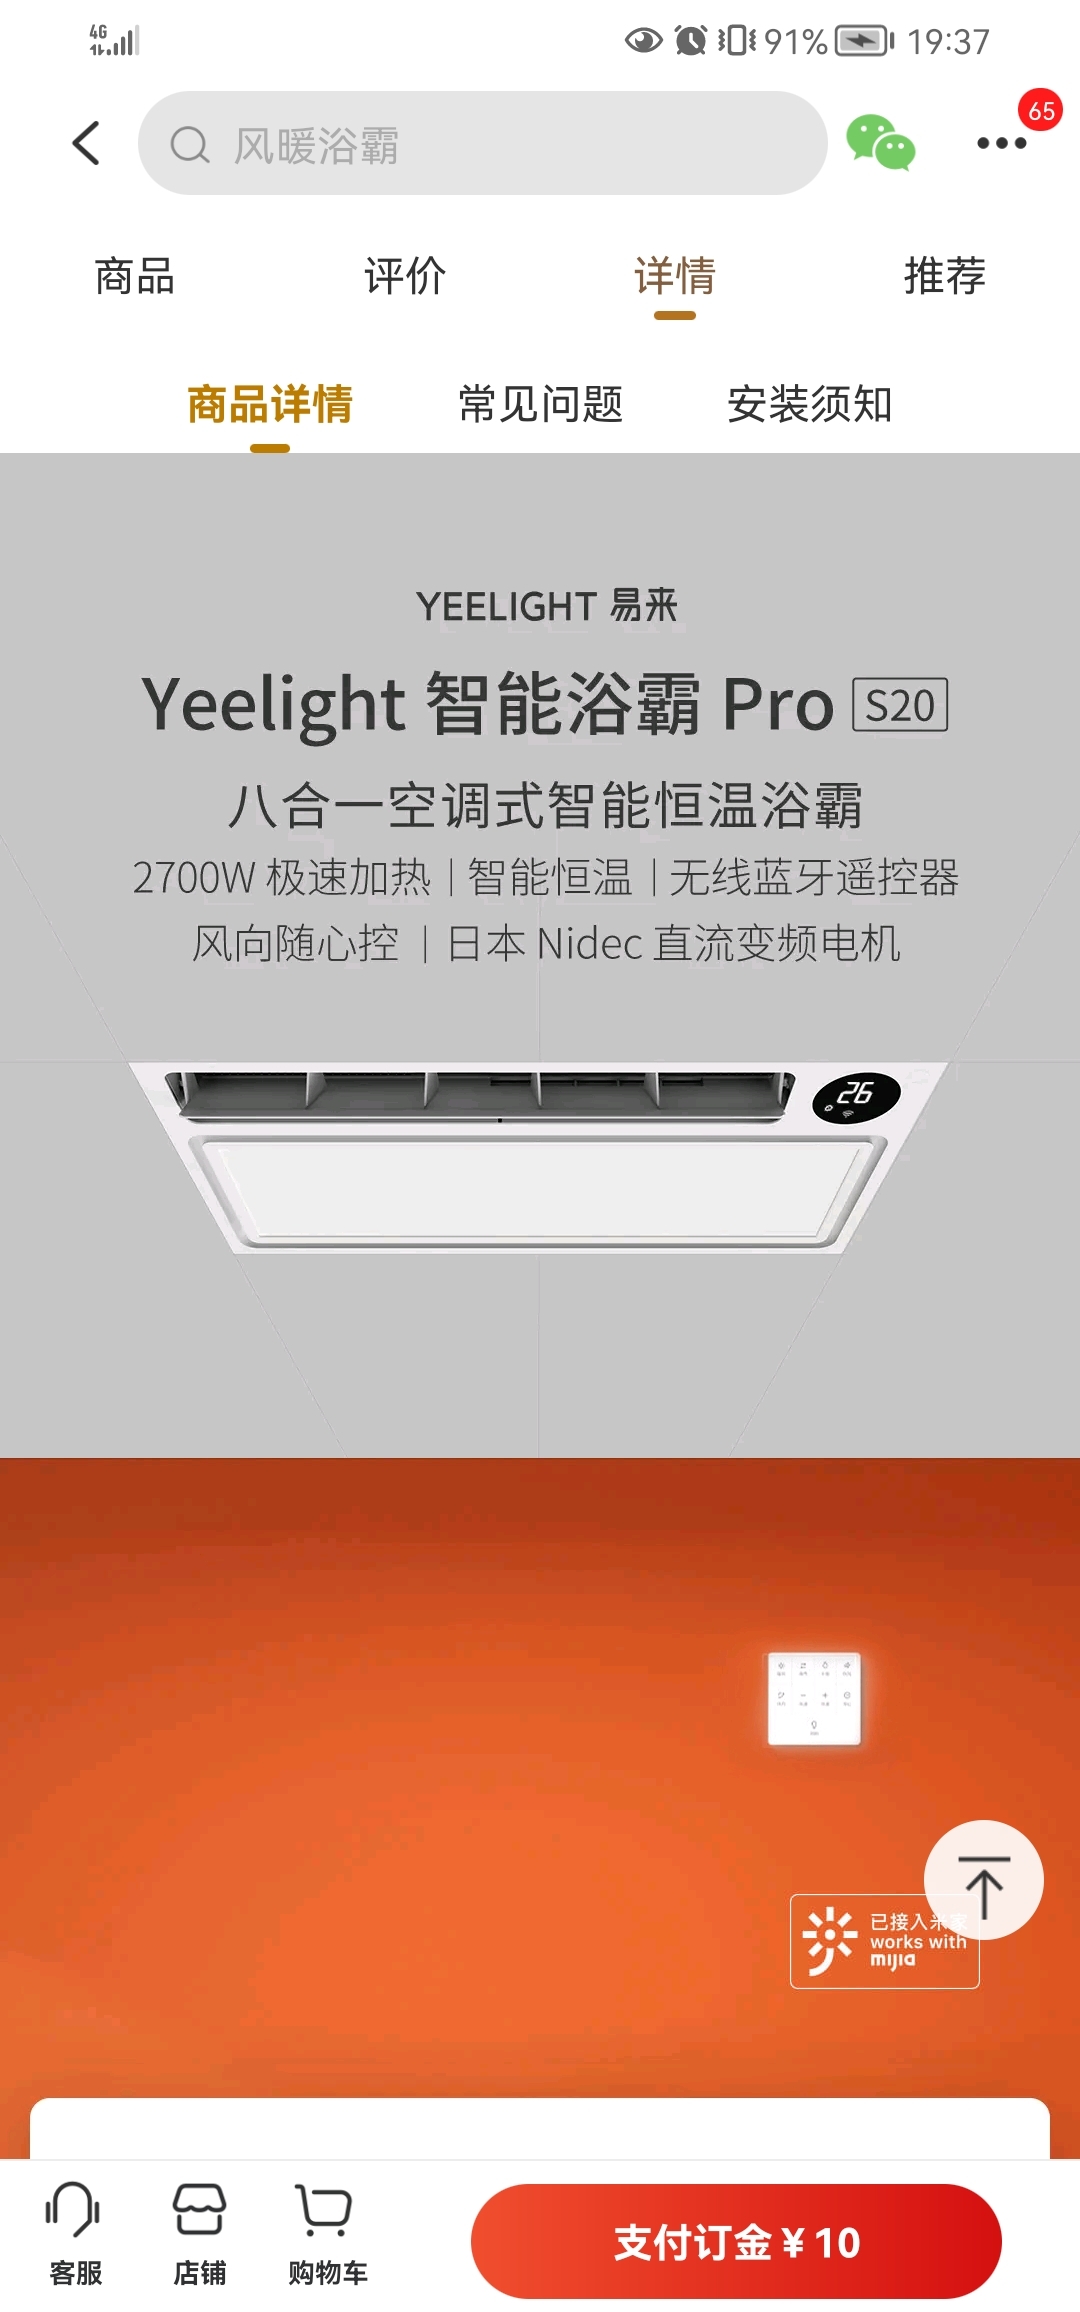 4G
91% 19:37
风暖浴霸
65
商品 评价 详情 推荐
商品详情 常见问题 安装须知
YEELIGHT 易来
Yeelight 智能浴霸 Pro S20
八合一空调式智能恒温浴霸
2700W 极速加热 | 智能恒温 | 无线蓝牙遥控器
风向随心控 | 日本 Nidec 直流变频电机
26
已接入米家
works with
mijia
客服 店铺 购物车
支付订金 ¥ 10